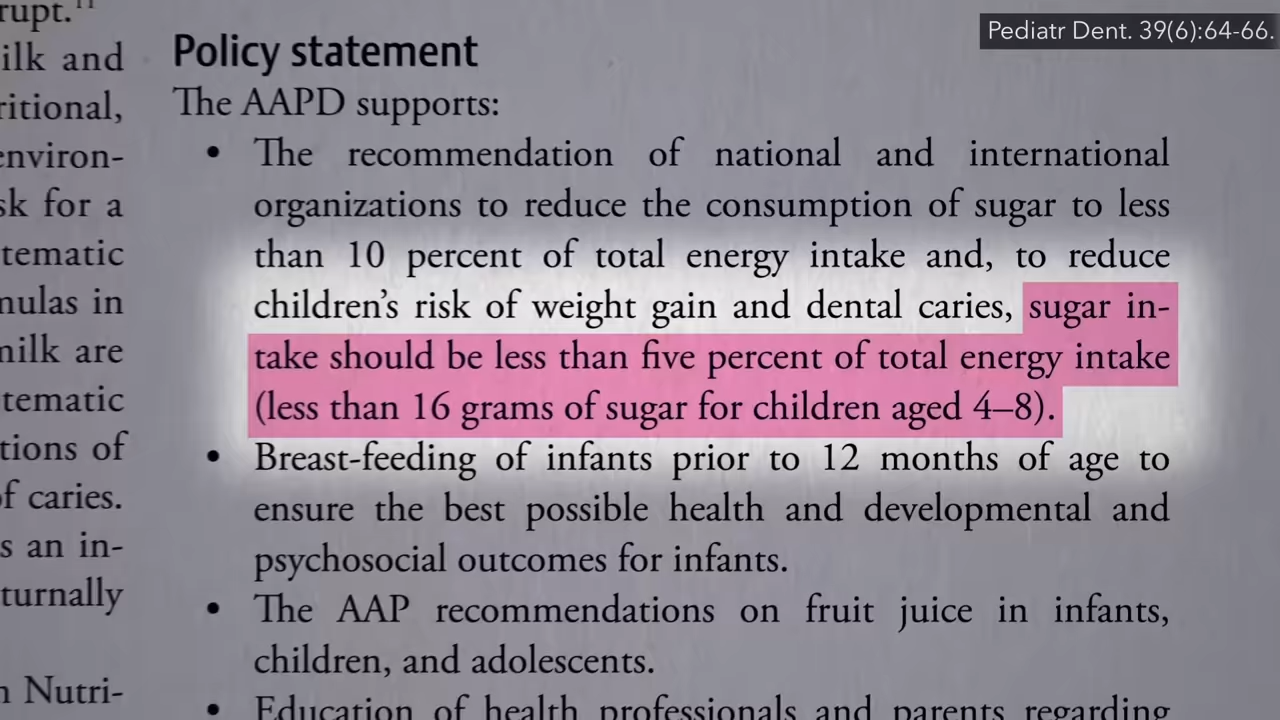 Pediatr Dent. 39(6):64-66.
rupt.¹¹
ilk and
ritional,
environ-
sk for a
tematic
mulas in
milk are
tematic
tions of
of caries.
s an in-
turnally
n Nutri-
Policy statement
The AAPD supports:
• The recommendation of national and international
organizations to reduce the consumption of sugar to less
than 10 percent of total energy intake and, to reduce
children’s risk of weight gain and dental caries, sugar in-
take should be less than five percent of total energy intake
(less than 16 grams of sugar for children aged 4–8).
• Breast-feeding of infants prior to 12 months of age to
ensure the best possible health and developmental and
psychosocial outcomes for infants.
• The AAP recommendations on fruit juice in infants,
children, and adolescents.
• Education of health professionals and parents regarding